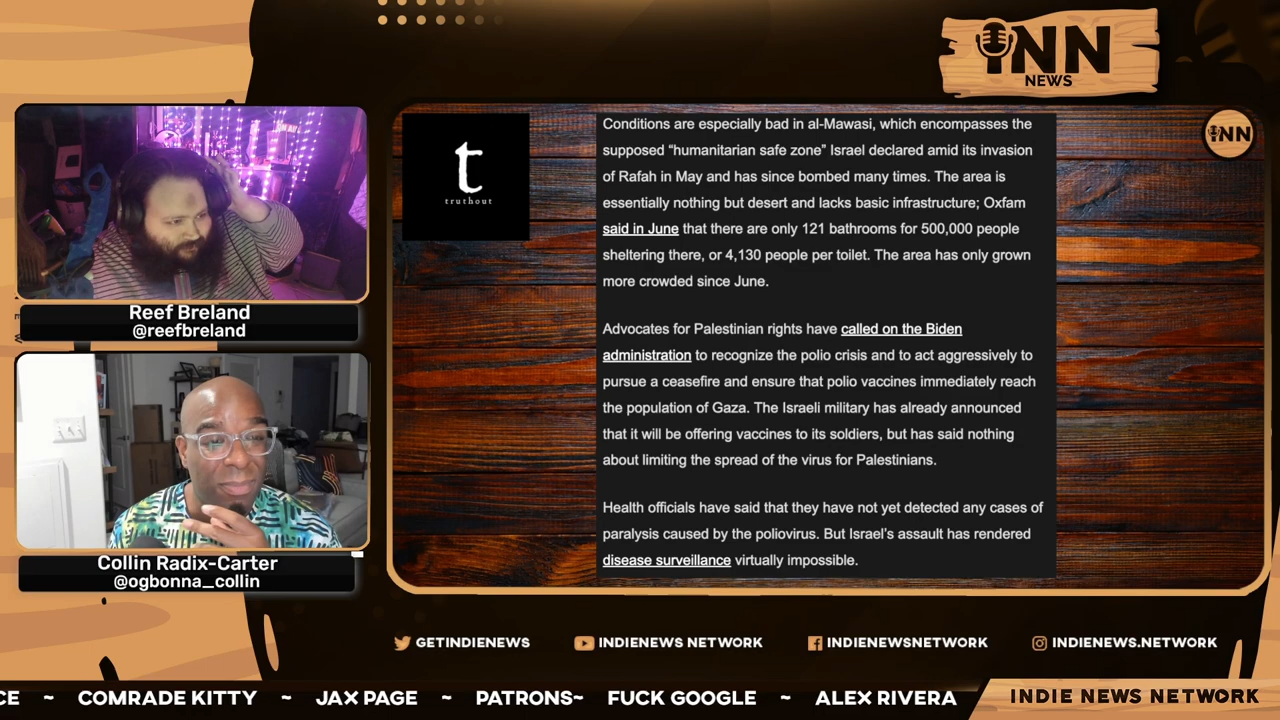 INN
NEWS
INN
t
truthout
Conditions are especially bad in al-Mawasi, which encompasses the
supposed “humanitarian safe zone” Israel declared amid its invasion
of Rafah in May and has since bombed many times. The area is
essentially nothing but desert and lacks basic infrastructure; Oxfam
said in June that there are only 121 bathrooms for 500,000 people
sheltering there, or 4,130 people per toilet. The area has only grown
more crowded since June.
Advocates for Palestinian rights have called on the Biden
administration to recognize the polio crisis and to act aggressively to
pursue a ceasefire and ensure that polio vaccines immediately reach
the population of Gaza. The Israeli military has already announced
that it will be offering vaccines to its soldiers, but has said nothing
about limiting the spread of the virus for Palestinians.
Health officials have said that they have not yet detected any cases of
paralysis caused by the poliovirus. But Israel's assault has rendered
disease surveillance virtually impossible.
Reef Breland
@reefbreland
Collin Radix-Carter
@ogbonna_collin
GETINDIENEWS INDIENEWS NETWORK INDIENEWSNETWORK INDIENEWS.NETWORK
CE ~ COMRADE KITTY ~ JAX PAGE ~ PATRONS~ FUCK GOOGLE ~ ALEX RIVERA
INDIE NEWS NETWORK